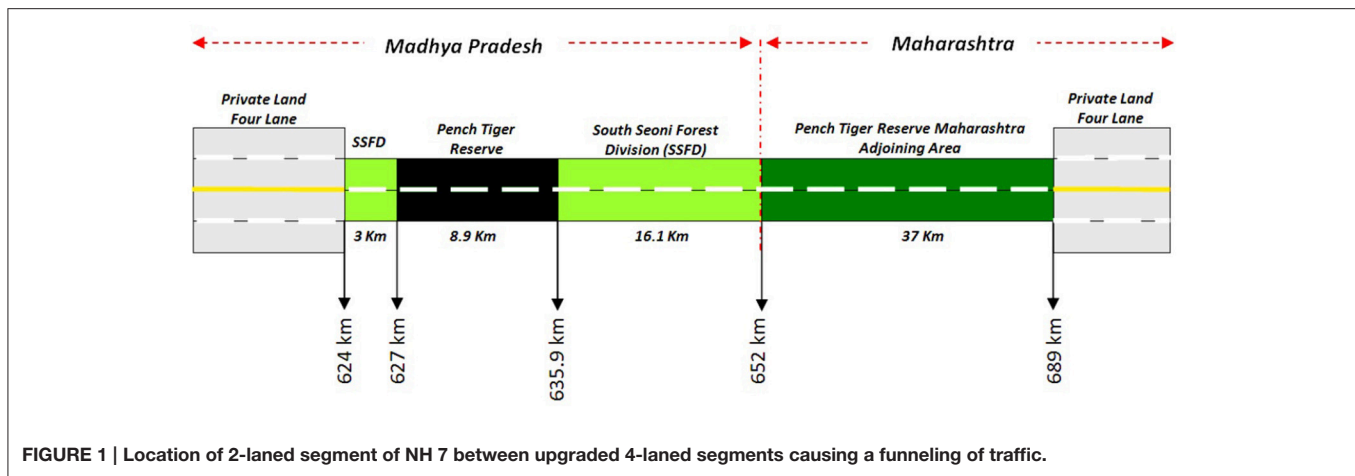 Madhya Pradesh
Maharashtra
Private Land
Four Lane
SSFD
Pench Tiger
Reserve
South Seoni Forest
Division (SSFD)
Pench Tiger Reserve Maharashtra
Adjoining Area
Private Land
Four Lane
3 Km
8.9 Km
16.1 Km
37 Km
624 km
627 km
635.9 km
652 km
689 km
FIGURE 1 | Location of 2-laned segment of NH 7 between upgraded 4-laned segments causing a funneling of traffic.